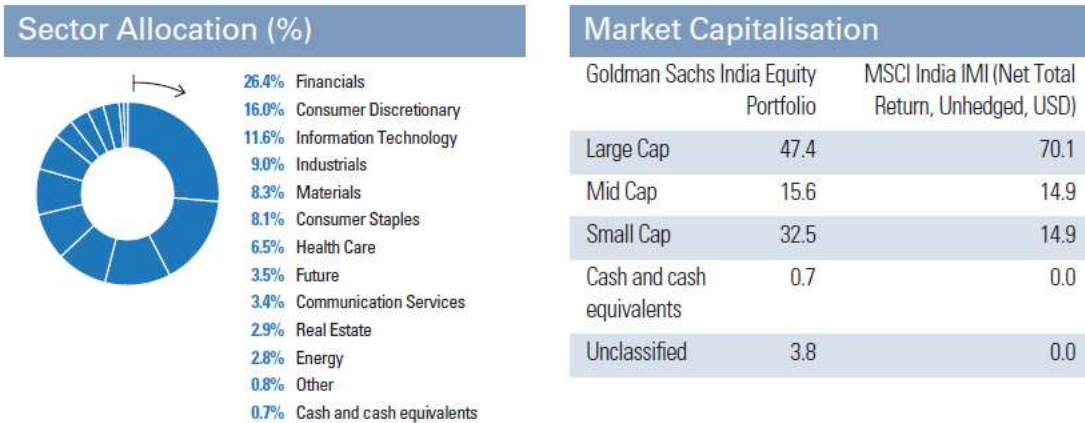 Sector Allocation (%)
26.4% Financials
16.0% Consumer Discretionary
11.6% Information Technology
9.0% Industrials
8.3% Materials
8.1% Consumer Staples
6.5% Health Care
3.5% Future
3.4% Communication Services
2.9% Real Estate
2.8% Energy
0.8% Other
0.7% Cash and cash equivalents
Market Capitalisation
Goldman Sachs India Equity MSCI India IMI (Net Total
Portfolio Return, Unhedged, USD)
Large Cap 47.4 70.1
Mid Cap 15.6 14.9
Small Cap 32.5 14.9
Cash and cash 0.7 0.0
equivalents
Unclassified 3.8 0.0